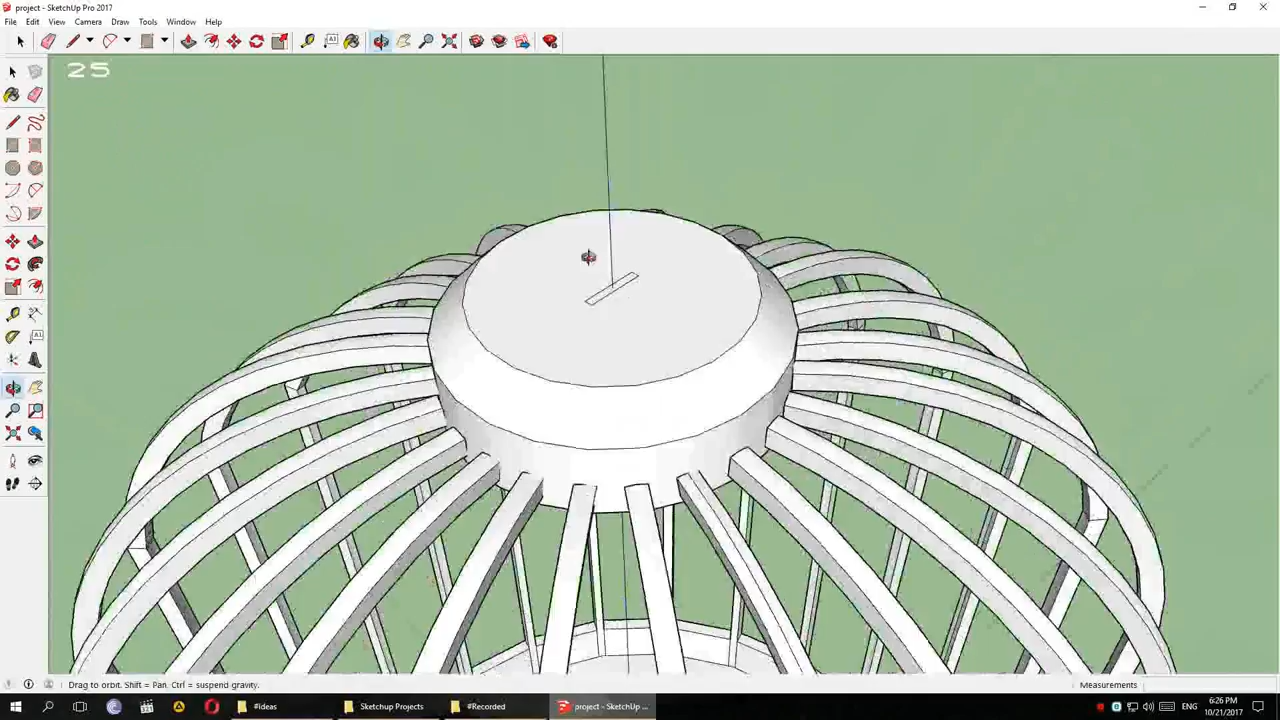 project - SketchUp Pro 2017
File Edit View Camera Draw Tools Window Help
25
Drag to orbit. Shift = Pan, Ctrl = suspend gravity.
Measurements
#Ideas
Sketchup Projects
#Recorded
project - SketchUp ...
ENG
6:26 PM
10/21/2017